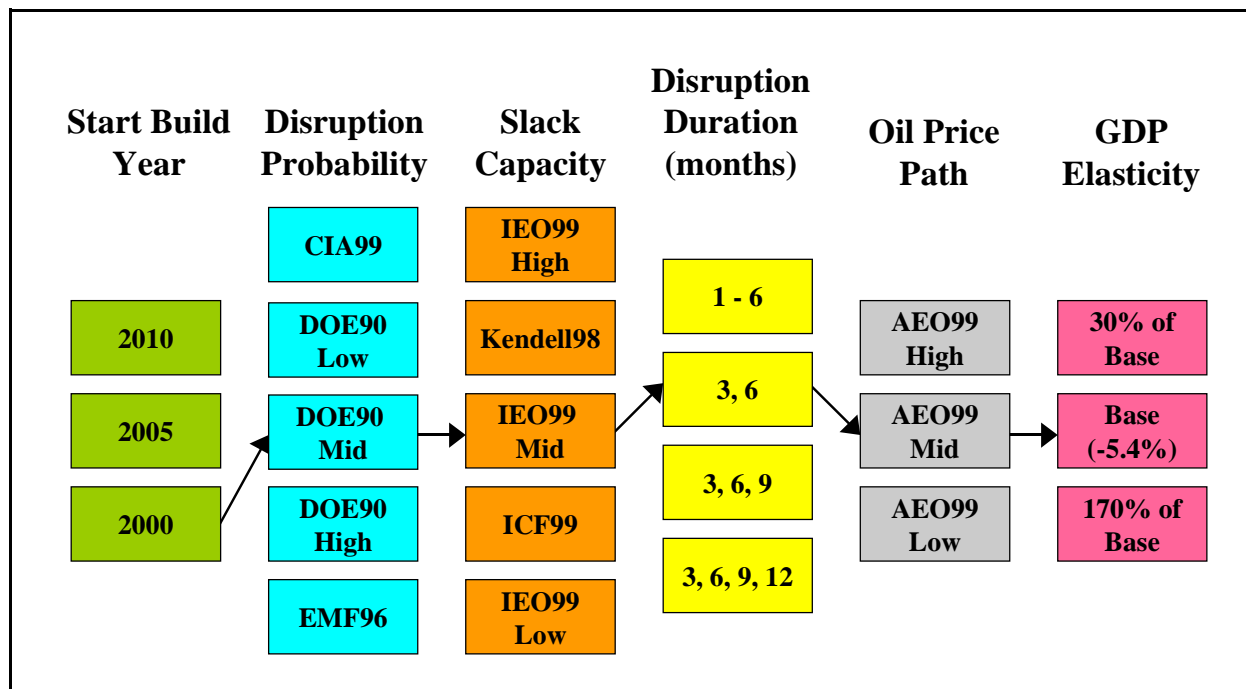 Start Build
Year
Disruption
Probability
Slack
Capacity
Disruption
Duration
(months)
Oil Price
Path
GDP
Elasticity
2010
2005
2000
CIA99
DOE90
Low
DOE90
Mid
DOE90
High
EMF96
IEO99
High
Kendell98
IEO99
Mid
ICF99
IEO99
Low
1 - 6
3, 6
3, 6, 9
3, 6, 9, 12
AEO99
High
AEO99
Mid
AEO99
Low
30% of
Base
Base
(-5.4%)
170% of
Base